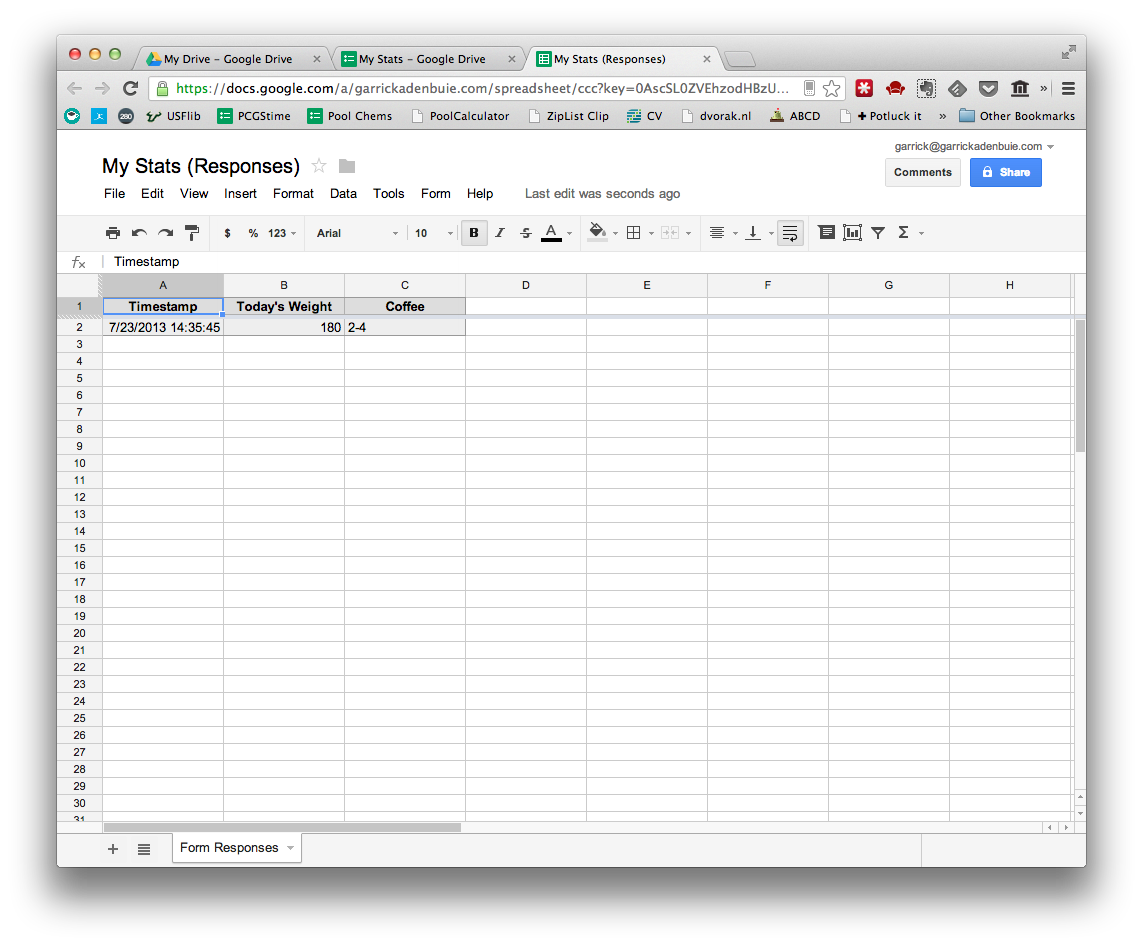 My Drive – Google Drive × My Stats – Google Drive × My Stats (Responses) ×
https://docs.google.com/a/garrickadenbuie.com/spreadsheet/ccc?key=0AscSL0ZVEhzodHBzU... »
280 USFlib PCGStime Pool Chems PoolCalculator ZipList Clip CV dvorak.nl ABCD + Potluck it » Other Bookmarks
garrick@garrickadenbuie.com
My Stats (Responses) Comments Share
File Edit View Insert Format Data Tools Form Help Last edit was seconds ago
$ % 123 Arial 10 B I S A Σ
fx Timestamp
A B C D E F G H
1 Timestamp Today's Weight Coffee
2 7/23/2013 14:35:45 180 2-4
3
4
5
6
7
8
9
10
11
12
13
14
15
16
17
18
19
20
21
22
23
24
25
26
27
28
29
30
31
+ Form Responses